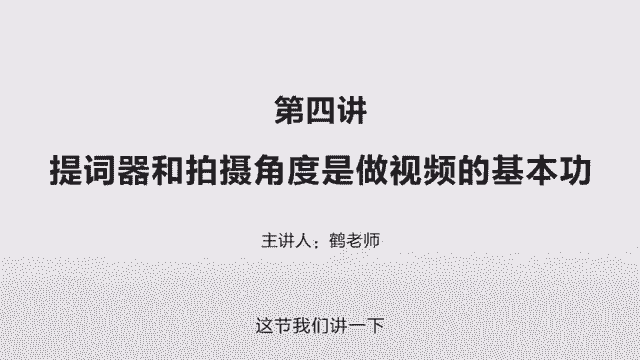 第四讲
提词器和拍摄角度是做视频的基本功
主讲人：鹤老师
这节我们讲一下